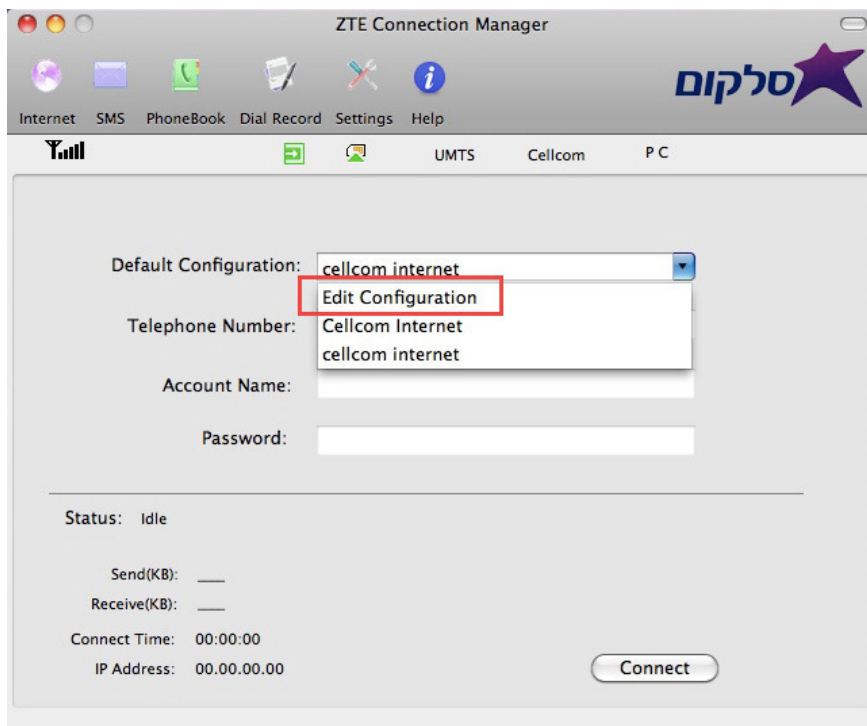 ZTE Connection Manager
סלקום
Internet SMS PhoneBook Dial Record Settings Help
UMTS Cellcom P C
Default Configuration: cellcom internet
Edit Configuration
Telephone Number: Cellcom Internet
cellcom internet
Account Name:
Password:
Status: Idle
Send(KB): ___
Receive(KB): ___
Connect Time: 00:00:00
IP Address: 00.00.00.00
Connect